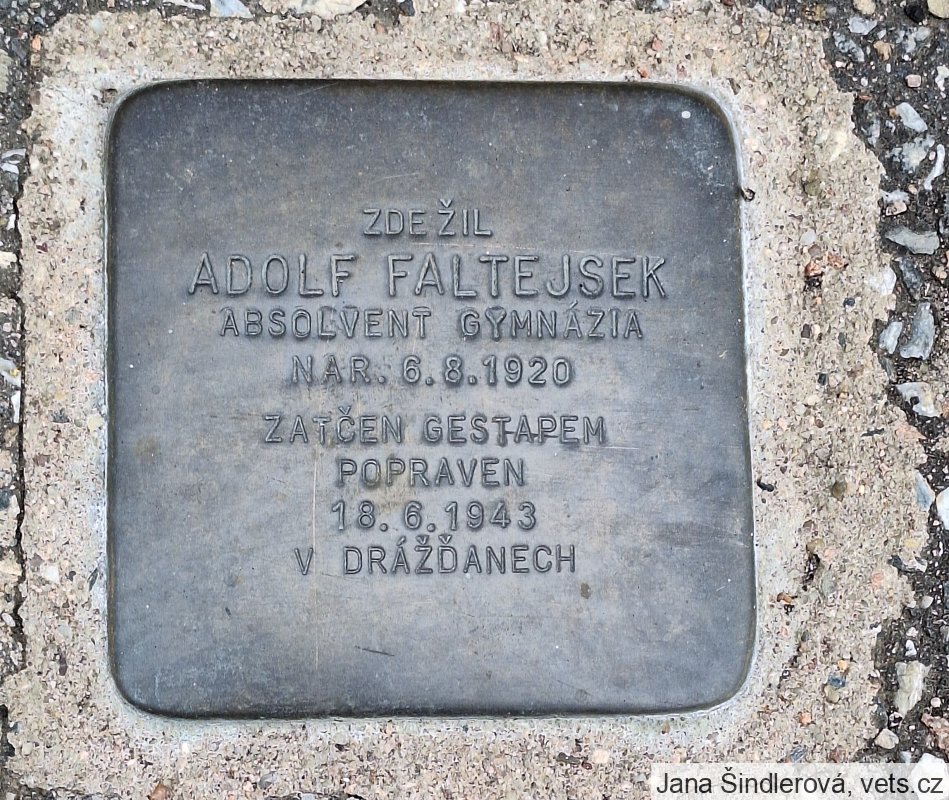 ZDE ŽIL
ADOLF FALTEJSEK
ABSOLVENT GYMNÁZIA
NAR. 6.8.1920
ZATČEN GESTAPEM
POPRAVEN
18.6.1943
V DRÁŽĎANECH
Jana Šindlerová, vets.cz